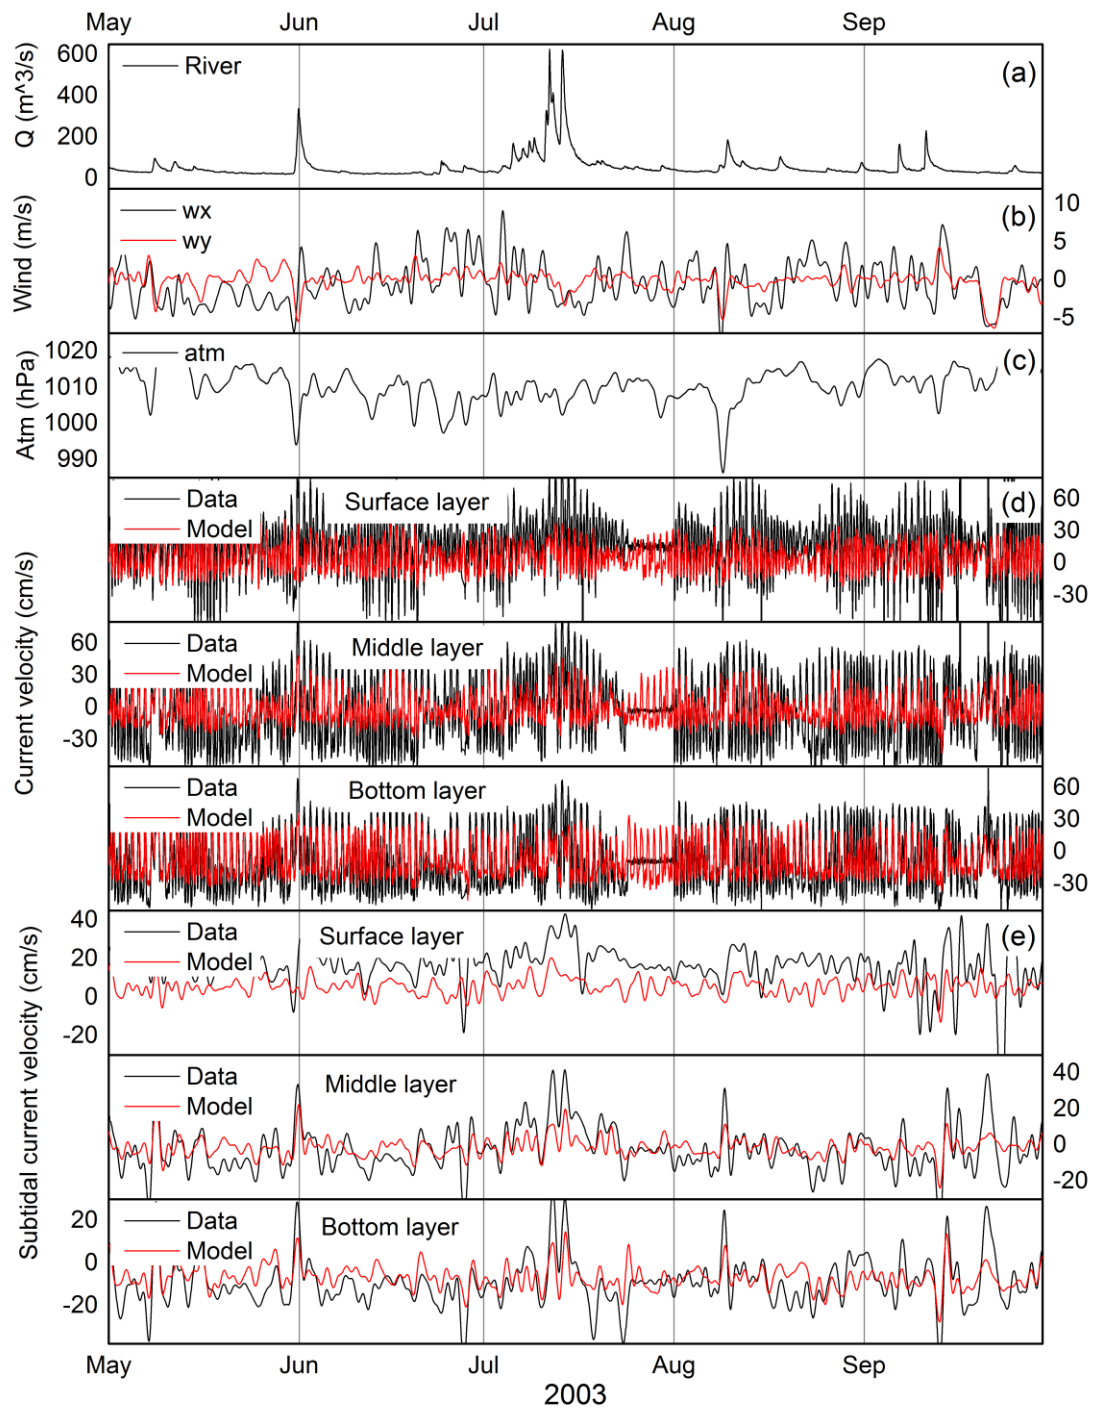 May Jun Jul Aug Sep
600
400
200
0
Q (m^3/s)
River
(a)
Wind (m/s)
wx
wy
(b)
10
5
0
-5
1020
1010
1000
990
Atm (hPa)
atm
(c)
Current velocity (cm/s)
Data
Model
Surface layer
(d)
60
30
0
-30
60
30
0
-30
Data
Model
Middle layer
Data
Model
Bottom layer
60
30
0
-30
Subtidal current velocity (cm/s)
40
20
0
-20
Data
Model
Surface layer
(e)
Data
Model
Middle layer
40
20
0
-20
20
0
-20
Data
Model
Bottom layer
May Jun Jul Aug Sep
2003